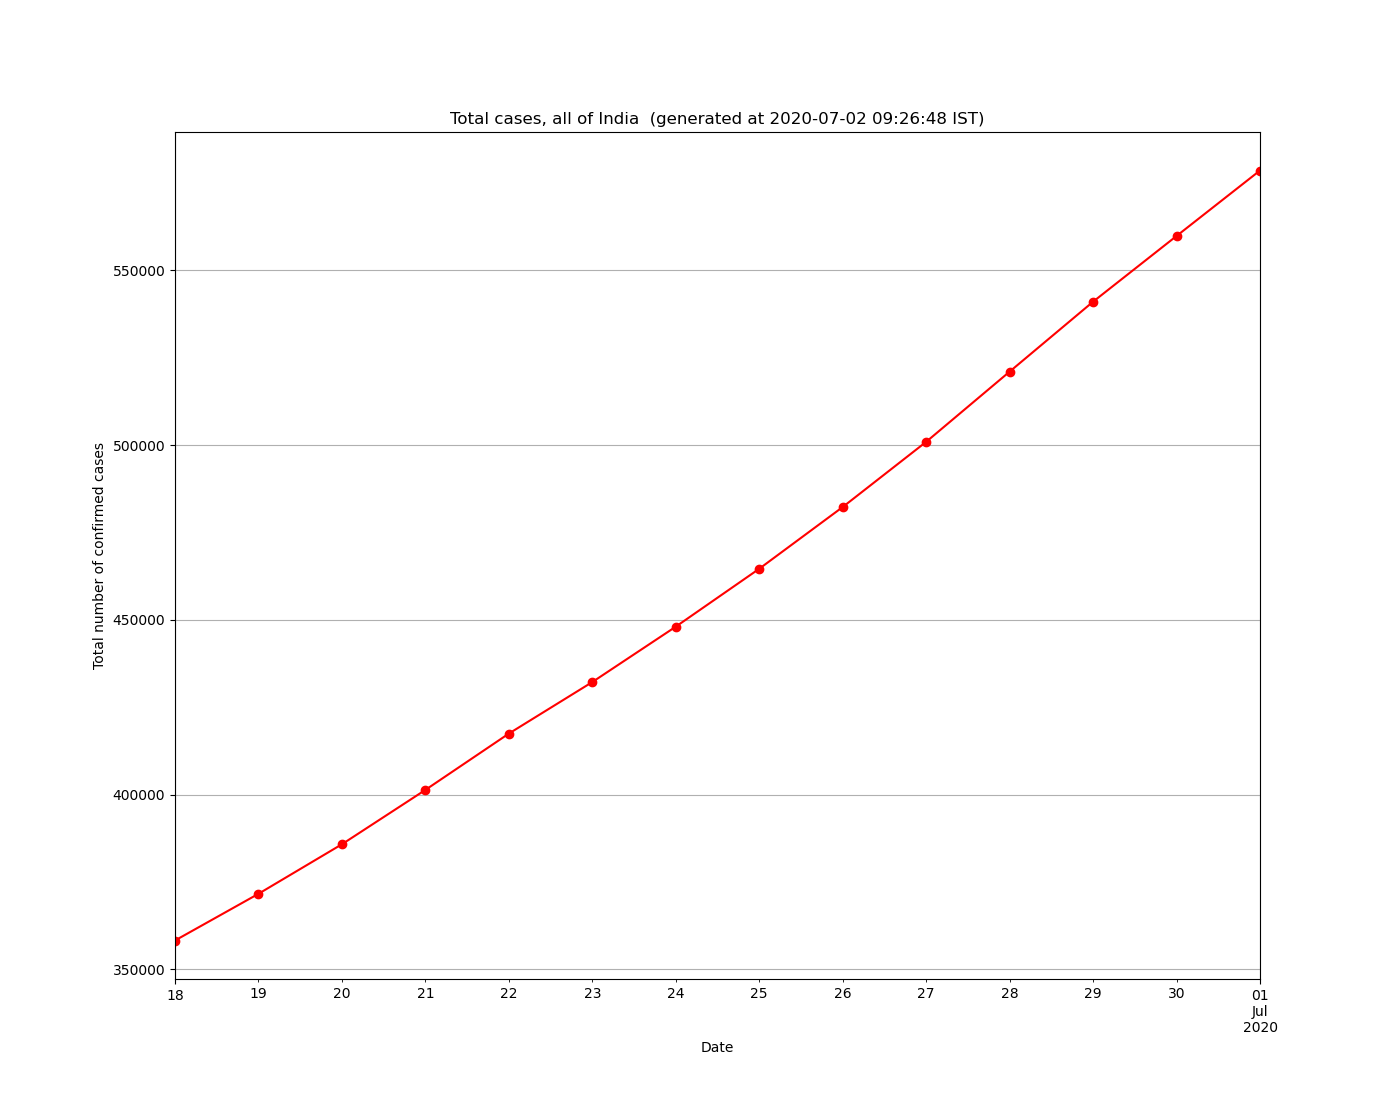 Total cases, all of India  (generated at 2020-07-02 09:26:48 IST)
Total number of confirmed cases
550000
500000
450000
400000
350000
18 19 20 21 22 23 24 25 26 27 28 29 30 01
Jul
2020
Date